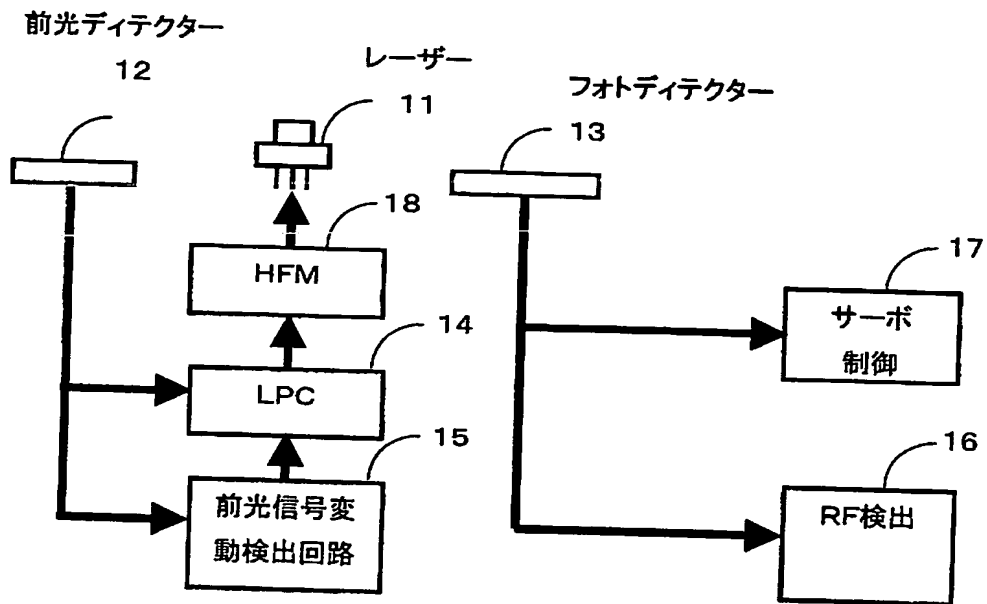 前光ディテクター
12
レーザー
11
フォトディテクター
13
18
HFM
17
サーボ
制御
14
LPC
15
前光信号変
動検出回路
16
RF検出